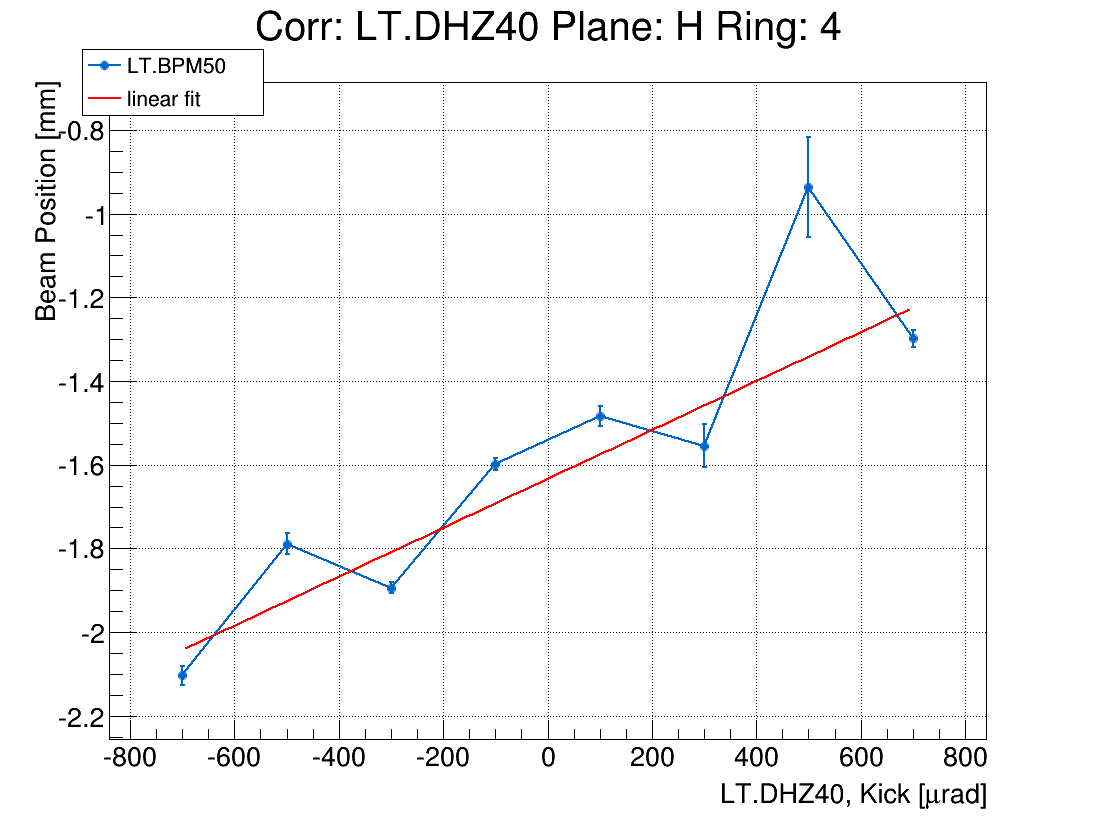 Corr: LT.DHZ40 Plane: H Ring: 4
LT.BPM50
linear fit
Beam Position [mm]
-0.8
-1
-1.2
-1.4
-1.6
-1.8
-2
-2.2
-800 -600 -400 -200 0 200 400 600 800
LT.DHZ40, Kick [μrad]